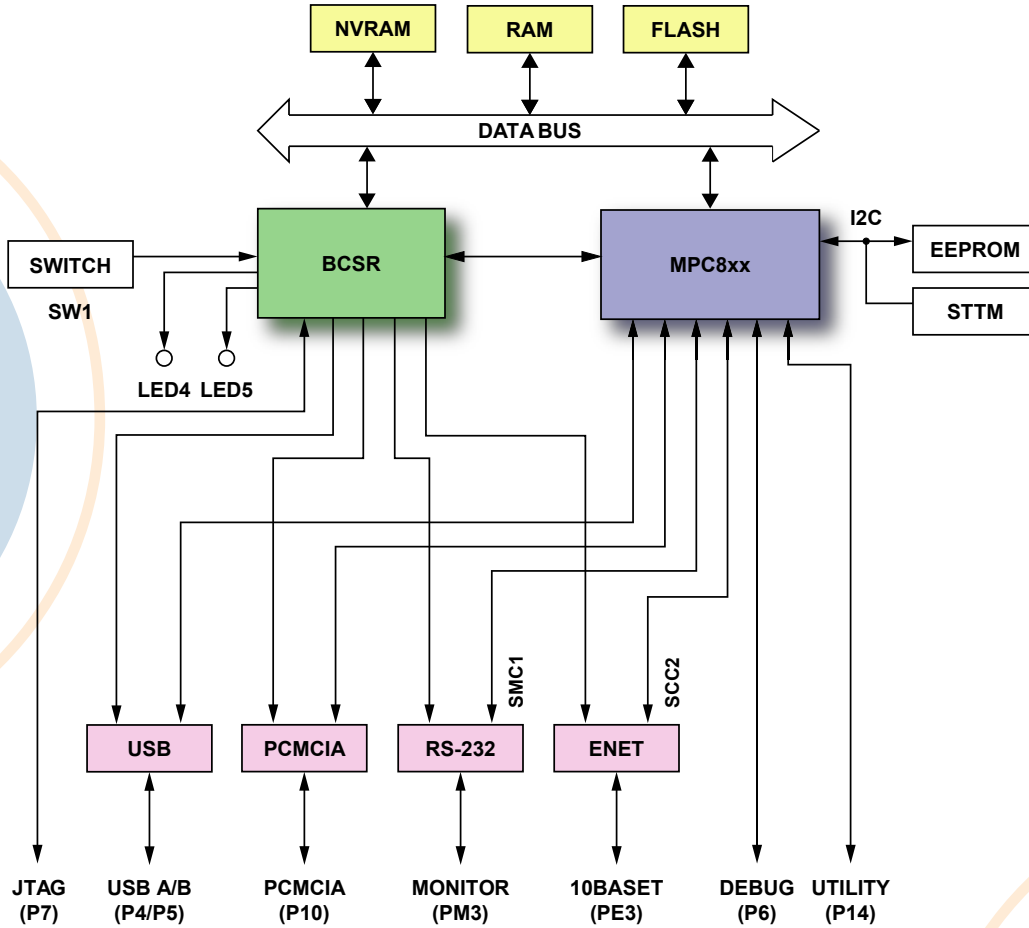 NVRAM
RAM
FLASH
DATA BUS
I2C
SWITCH
BCSR
MPC8xx
EEPROM
SW1
STTM
LED4 LED5
SMC1
SCC2
USB
PCMCIA
RS-232
ENET
JTAG
(P7)
USB A/B
(P4/P5)
PCMCIA
(P10)
MONITOR
(PM3)
10BASET
(PE3)
DEBUG
(P6)
UTILITY
(P14)